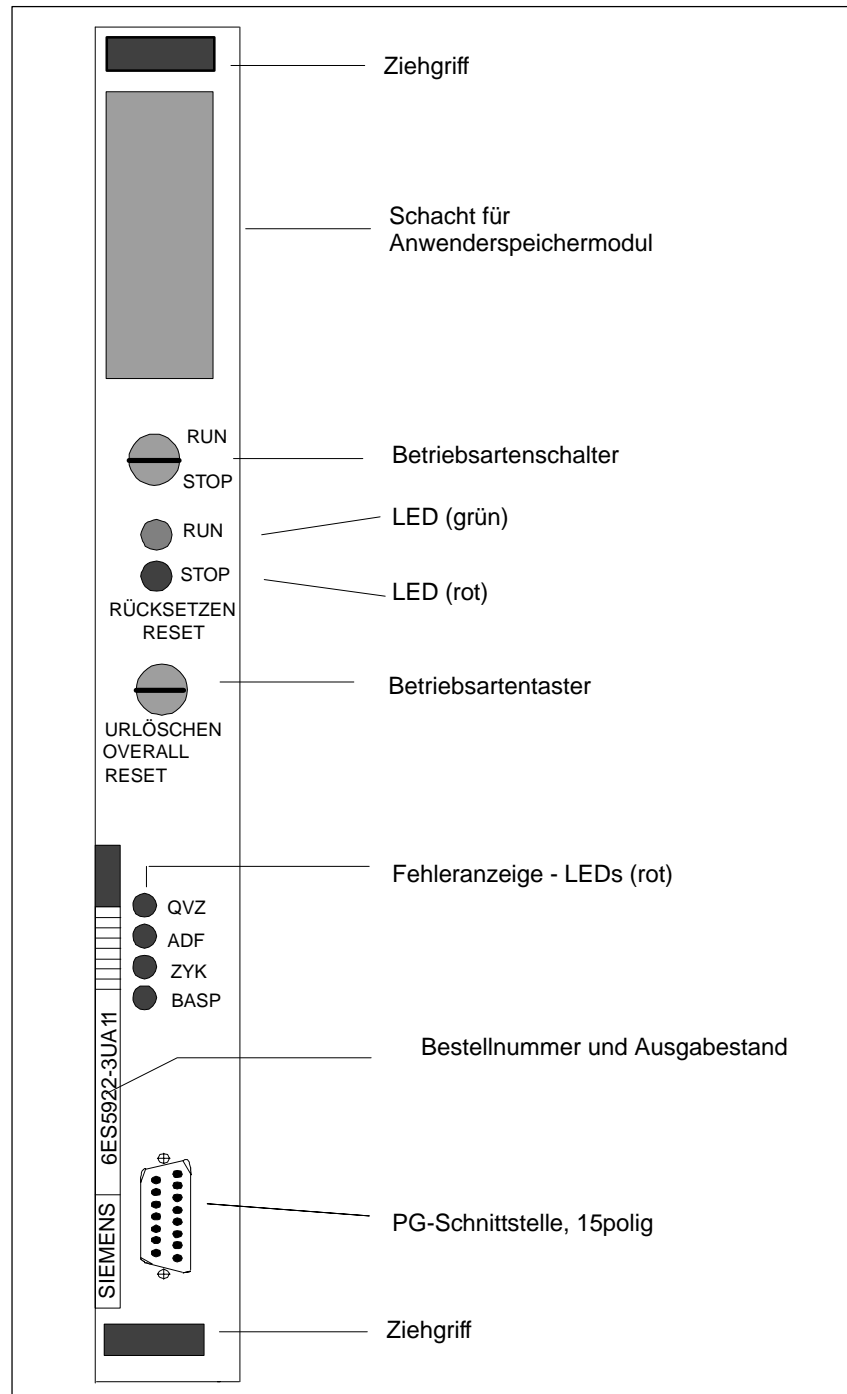 Ziehgriff
Schacht für
Anwenderspeichermodul
RUN
STOP
Betriebsartenschalter
RUN
LED (grün)
STOP
LED (rot)
RÜCKSETZEN
RESET
Betriebsartentaster
URLÖSCHEN
OVERALL
RESET
Fehleranzeige - LEDs (rot)
QVZ
ADF
ZYK
BASP
6ES5922-3UA11
Bestellnummer und Ausgabestand
SIEMENS
PG-Schnittstelle, 15polig
Ziehgriff